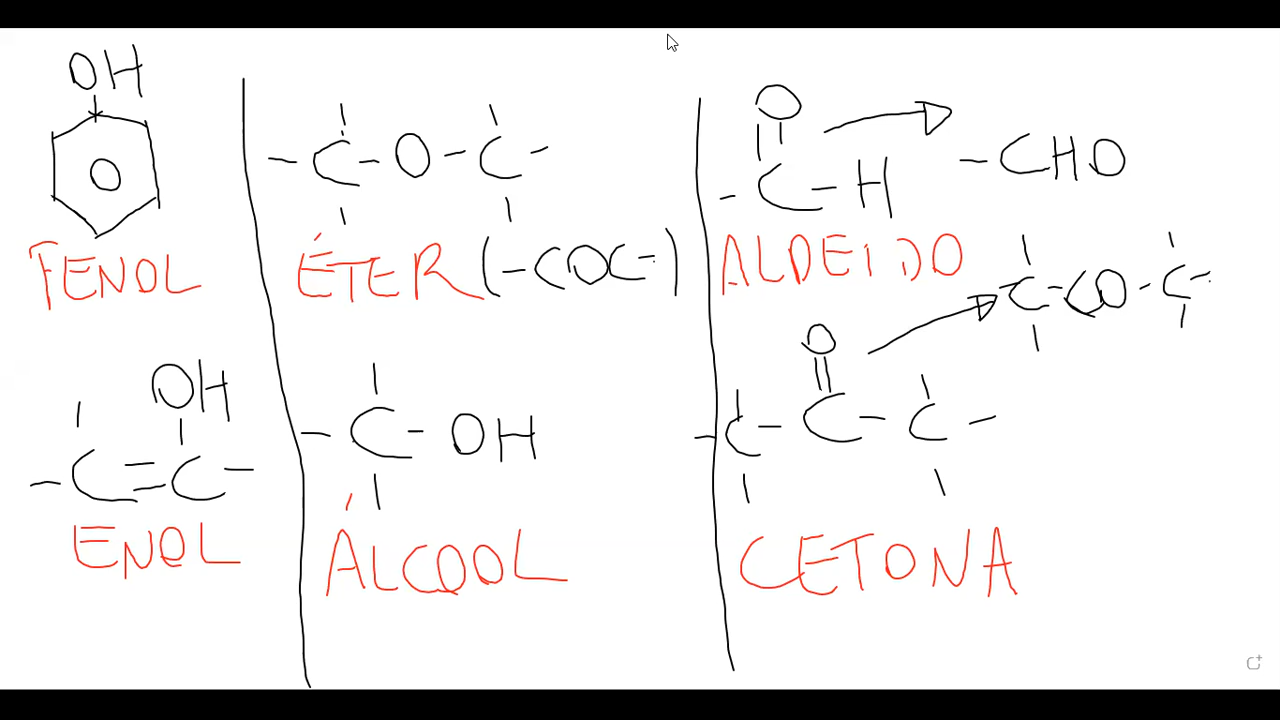 OH
O
FENOL
OH
C=C
ENOL
-C-O-C-
ÉTER (-COC-)
-C-OH
ÁLCOOL
O
-C-H
-CHO
ALDEIDO
-C-CO-C-
O
-C-C-C-
CETONA